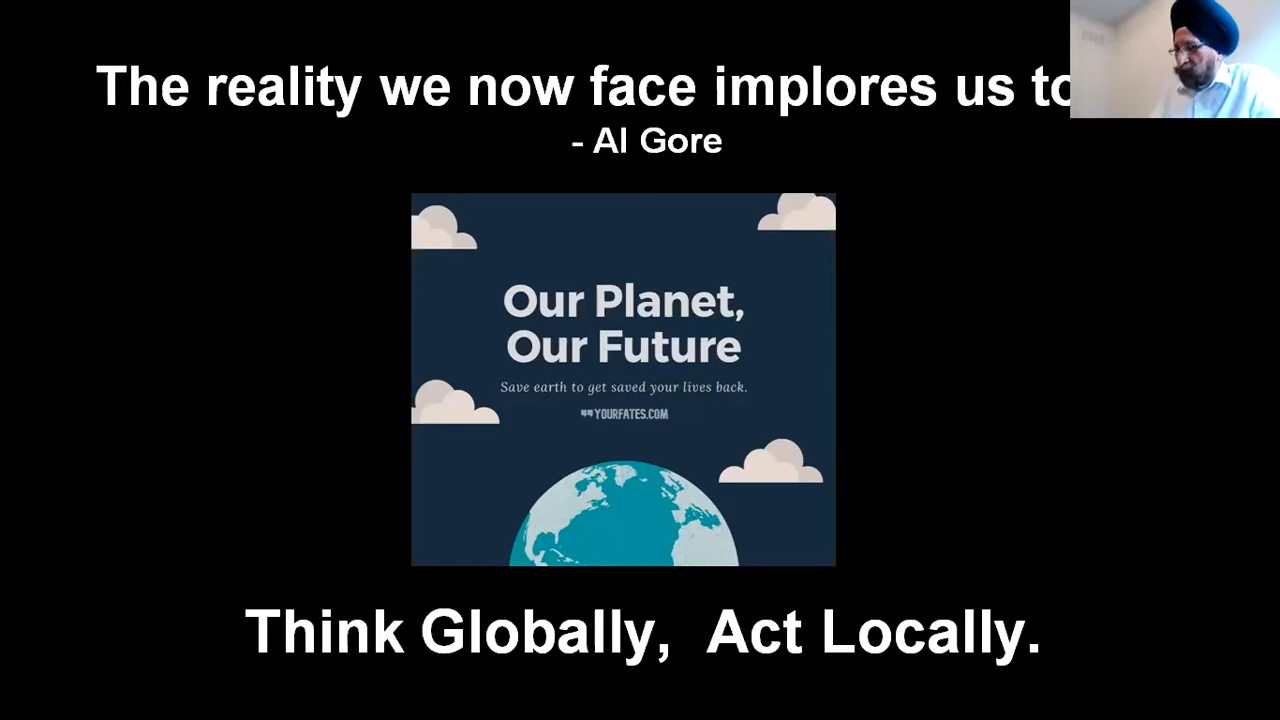 The reality we now face implores us to
- Al Gore
Our Planet,
Our Future
Save earth to get saved your lives back.
❞❞YOURFATES.COM
Think Globally,  Act Locally.